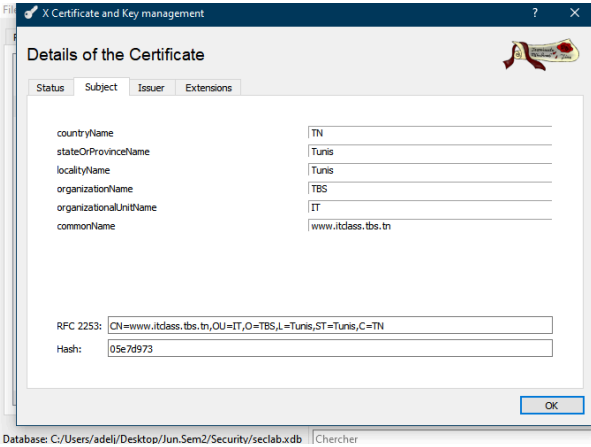 File
X Certificate and Key management ? ×
Details of the Certificate
Status Subject Issuer Extensions
countryName TN
stateOrProvinceName Tunis
localityName Tunis
organizationName TBS
organizationalUnitName IT
commonName www.itclass.tbs.tn
RFC 2253: CN=www.itclass.tbs.tn,OU=IT,O=TBS,L=Tunis,ST=Tunis,C=TN
Hash: 05e7d973
OK
Database: C:/Users/adelj/Desktop/Jun.Sem2/Security/seclab.xdb Chercher